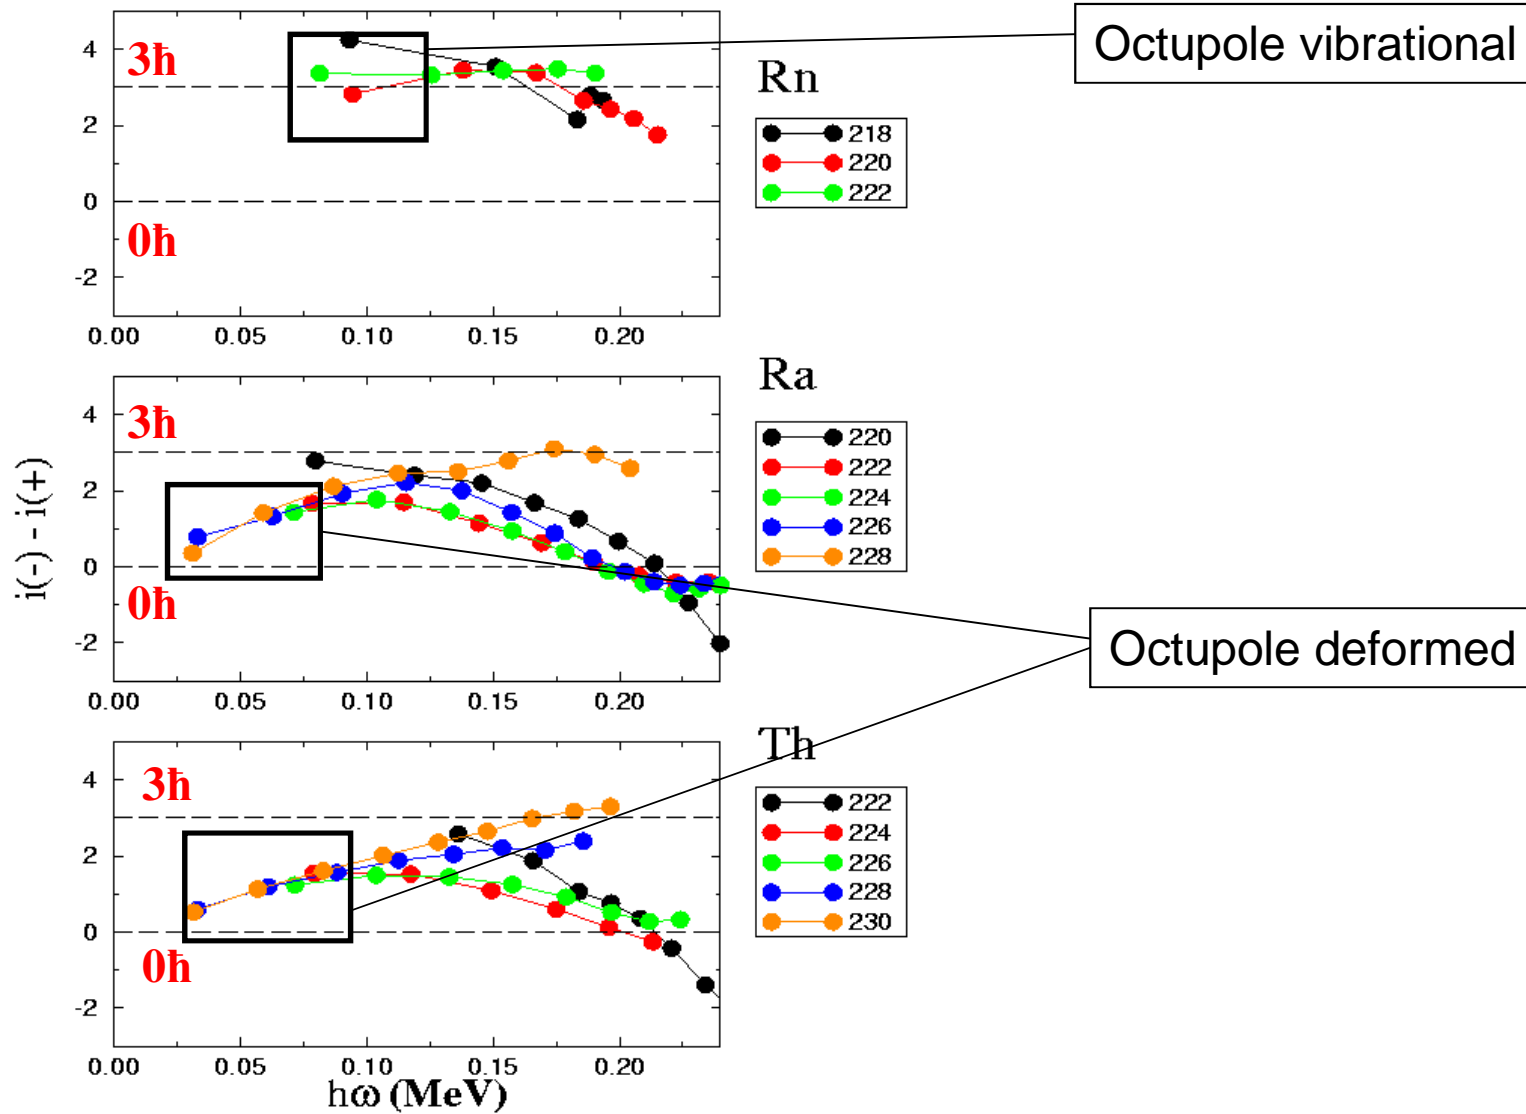 Octupole vibrational
Rn
218
220
222
4
2
0
-2
3ħ
0ħ
0.00 0.05 0.10 0.15 0.20
Ra
220
222
224
226
228
4
2
0
-2
3ħ
0ħ
0.00 0.05 0.10 0.15 0.20
i(-) - i(+)
Octupole deformed
Th
222
224
226
228
230
4
2
0
-2
3ħ
0ħ
0.00 0.05 0.10 0.15 0.20
hω (MeV)